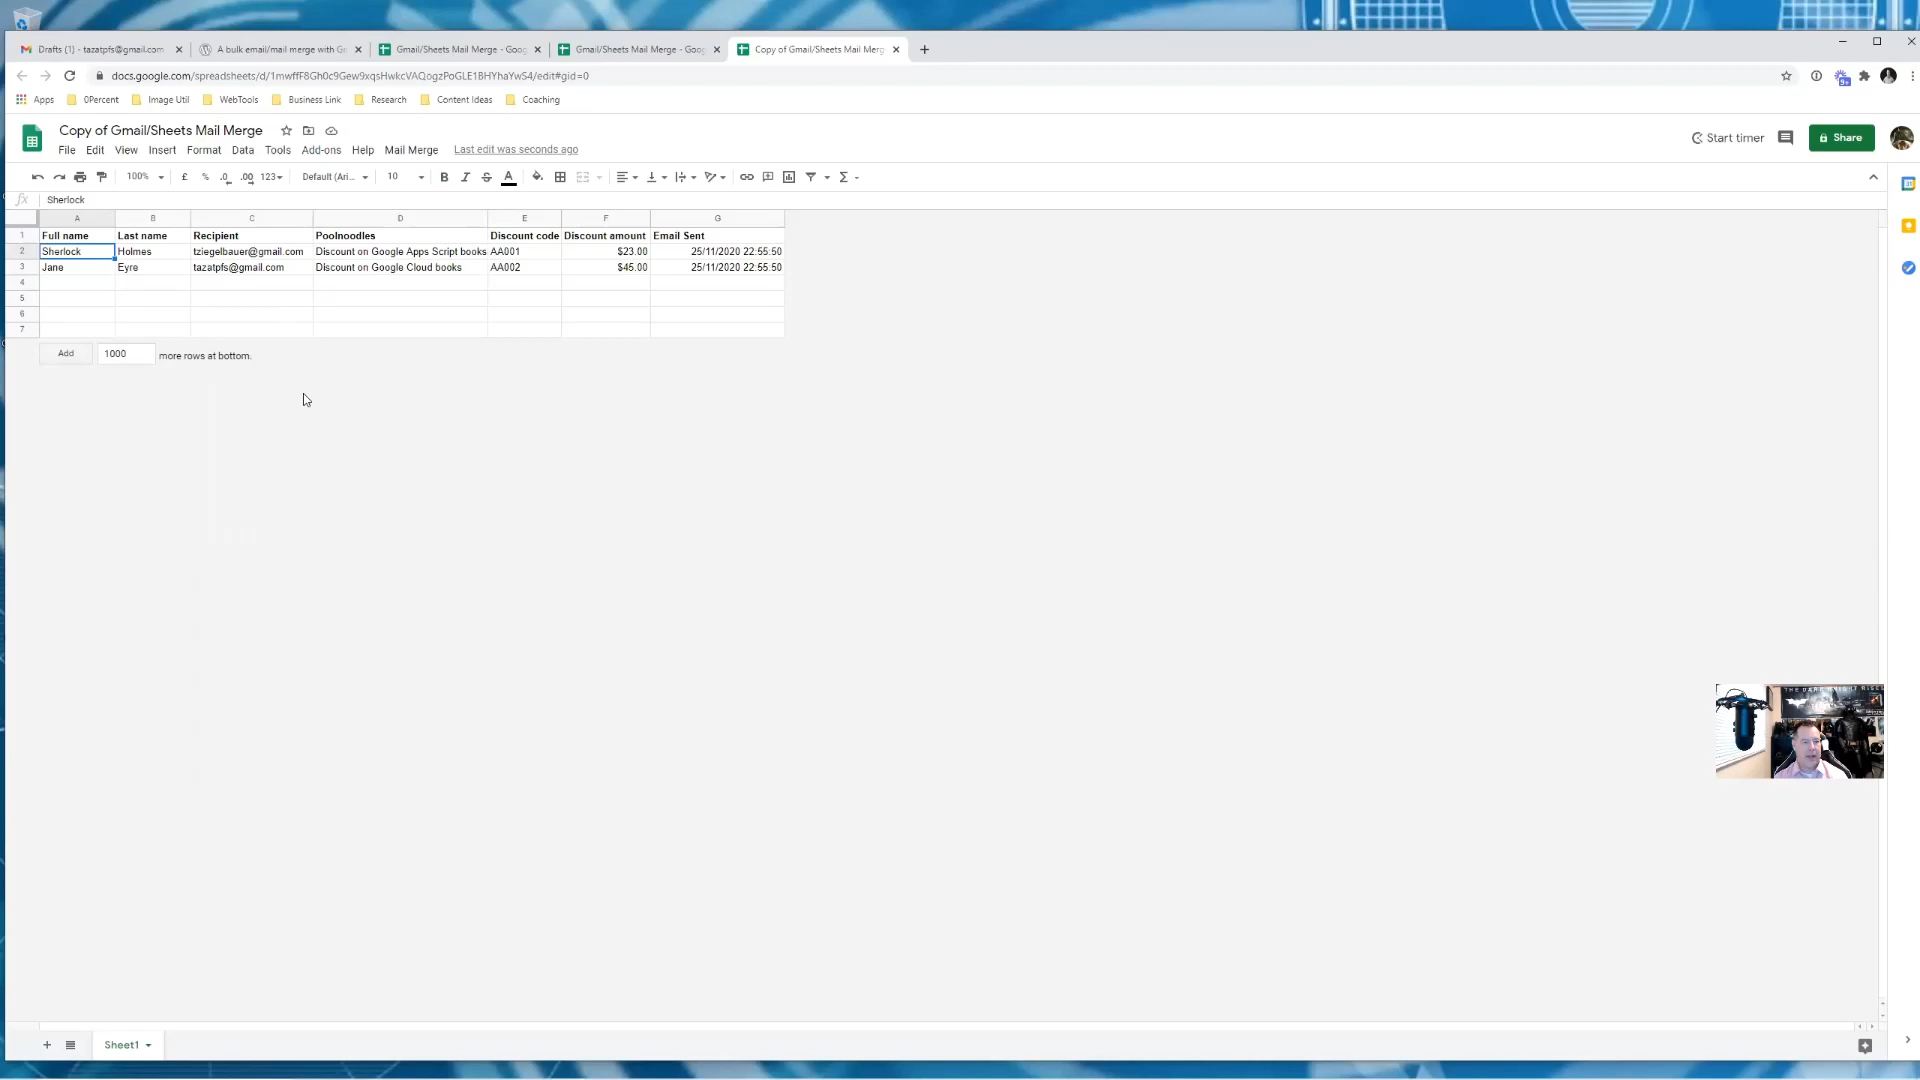 Drafts (1) - tazatpfs@gmail.com
A bulk email/mail merge with Gr
Gmail/Sheets Mail Merge - Goog
Gmail/Sheets Mail Merge - Goog
Copy of Gmail/Sheets Mail Merg
docs.google.com/spreadsheets/d/1mwffF8Gh0c9Gew9xqsHwkcVAQogzPoGLE1BHYhaYwS4/edit#gid=0
Apps 0Percent Image Util WebTools Business Link Research Content Ideas Coaching
Copy of Gmail/Sheets Mail Merge
Start timer
Share
File Edit View Insert Format Data Tools Add-ons Help Mail Merge Last edit was seconds ago
100% £ % .0 .00 123 Default (Ari... 10 B I S A Σ
fx Sherlock
A B C D E F G
1 Full name Last name Recipient Poolnoodles Discount code Discount amount Email Sent
2 Sherlock Holmes tziegelbauer@gmail.com Discount on Google Apps Script books AA001 $23.00 25/11/2020 22:55:50
3 Jane Eyre tazatpfs@gmail.com Discount on Google Cloud books AA002 $45.00 25/11/2020 22:55:50
4
5
6
7
Add 1000 more rows at bottom.
Sheet1